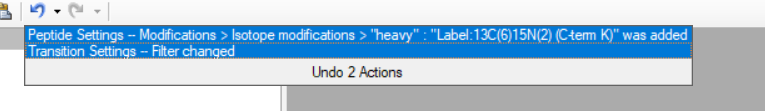 Peptide Settings -- Modifications > Isotope modifications > "heavy" : "Label:13C(6)15N(2) (C-term K)" was added
Transition Settings -- Filter changed
Undo 2 Actions